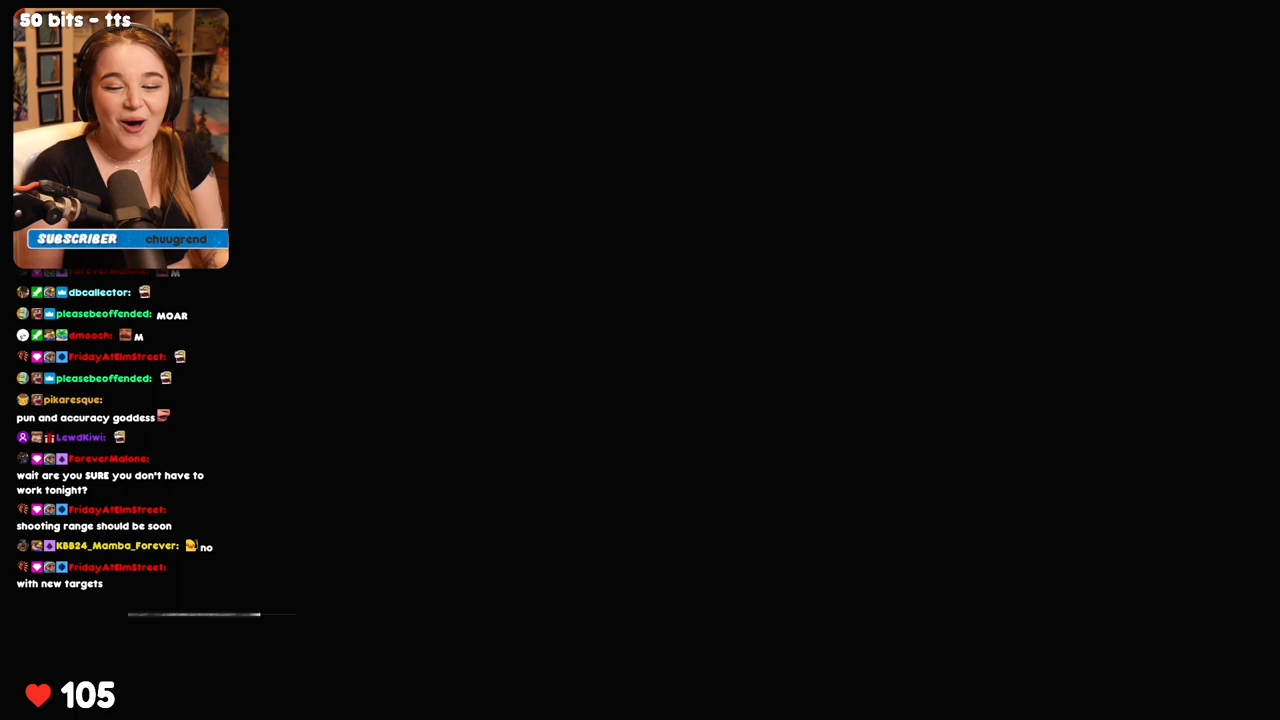 50 bits - tts
SUBSCRIBER chuugrend
ForeverMalone: M
dbcallector:
pleasebeoffended: MOAR
dmooch: M
FridayAtElmStreet:
pleasebeoffended:
pikaresque:
pun and accuracy goddess
LewdKiwi:
ForeverMalone:
wait are you SURE you don't have to
work tonight?
FridayAtElmStreet:
shooting range should be soon
KBB24_Mamba_Forever: no
FridayAtElmStreet:
with new targets
105